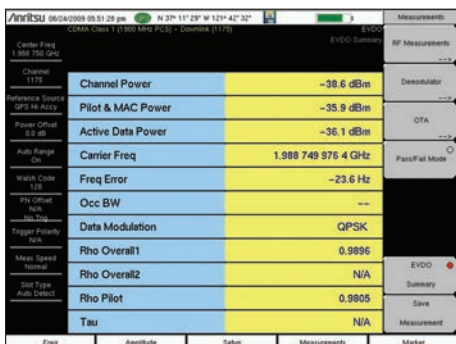 Anritsu 06/24/2009 05:51:28 pm N 37° 11' 29" W 121° 42' 32"
CDMA Class 1 (1900 MHz PCS) - Downlink (1175) EVDO
EVDO Summary
Measurements
Center Freq
1.988 750 GHz
Channel
1175
Reference Source
GPS Hi Accy
Power Offset
0.0 dB
Auto Range
On
Walsh Code
128
PN Offset
N/A
No Trig
Trigger Polarity
N/A
Meas Speed
Normal
Slot Type
Auto Detect
Channel Power -38.6 dBm
Pilot & MAC Power -35.9 dBm
Active Data Power -36.1 dBm
Carrier Freq 1.988 749 976 4 GHz
Freq Error -23.6 Hz
Occ BW --
Data Modulation QPSK
Rho Overall1 0.9896
Rho Overall2 N/A
Rho Pilot 0.9805
Tau N/A
RF Measurements
-->
Demodulator
-->
OTA
-->
Pass/Fail Mode
EVDO
Summary
Save
Measurement
Freq Amplitude Setup Measurements Marker